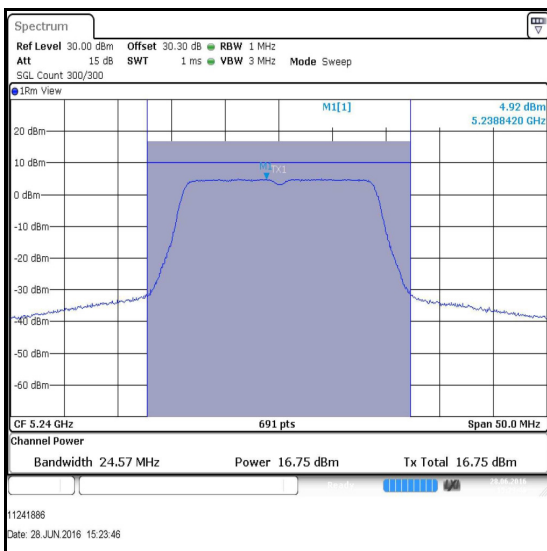 Spectrum
Ref Level 30.00 dBm Offset 30.30 dB RBW 1 MHz
Att 15 dB SWT 1 ms VBW 3 MHz Mode Sweep
SGL Count 300/300
1Rm View
M1[1] 4.92 dBm
5.2388420 GHz
20 dBm
10 dBm
M1 TX1
0 dBm
-10 dBm
-20 dBm
-30 dBm
-40 dBm
-50 dBm
-60 dBm
CF 5.24 GHz 691 pts Span 50.0 MHz
Channel Power
Bandwidth 24.57 MHz Power 16.75 dBm Tx Total 16.75 dBm
Ready 28.06.2016
11241886
Date: 28.JUN.2016 15:23:46